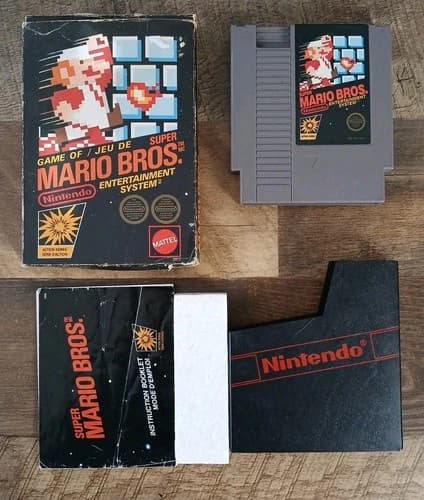 GAME OF / JEU DE
SUPER
MARIO BROS.
Nintendo
ENTERTAINMENT
SYSTEM
ACTION SERIES
SÉRIE D'ACTION
MATTEL
SUPER
MARIO BROS.
ENTERTAINMENT
SYSTEM
SUPER
MARIO BROS.
INSTRUCTION BOOKLET
MODE D'EMPLOI
Nintendo®